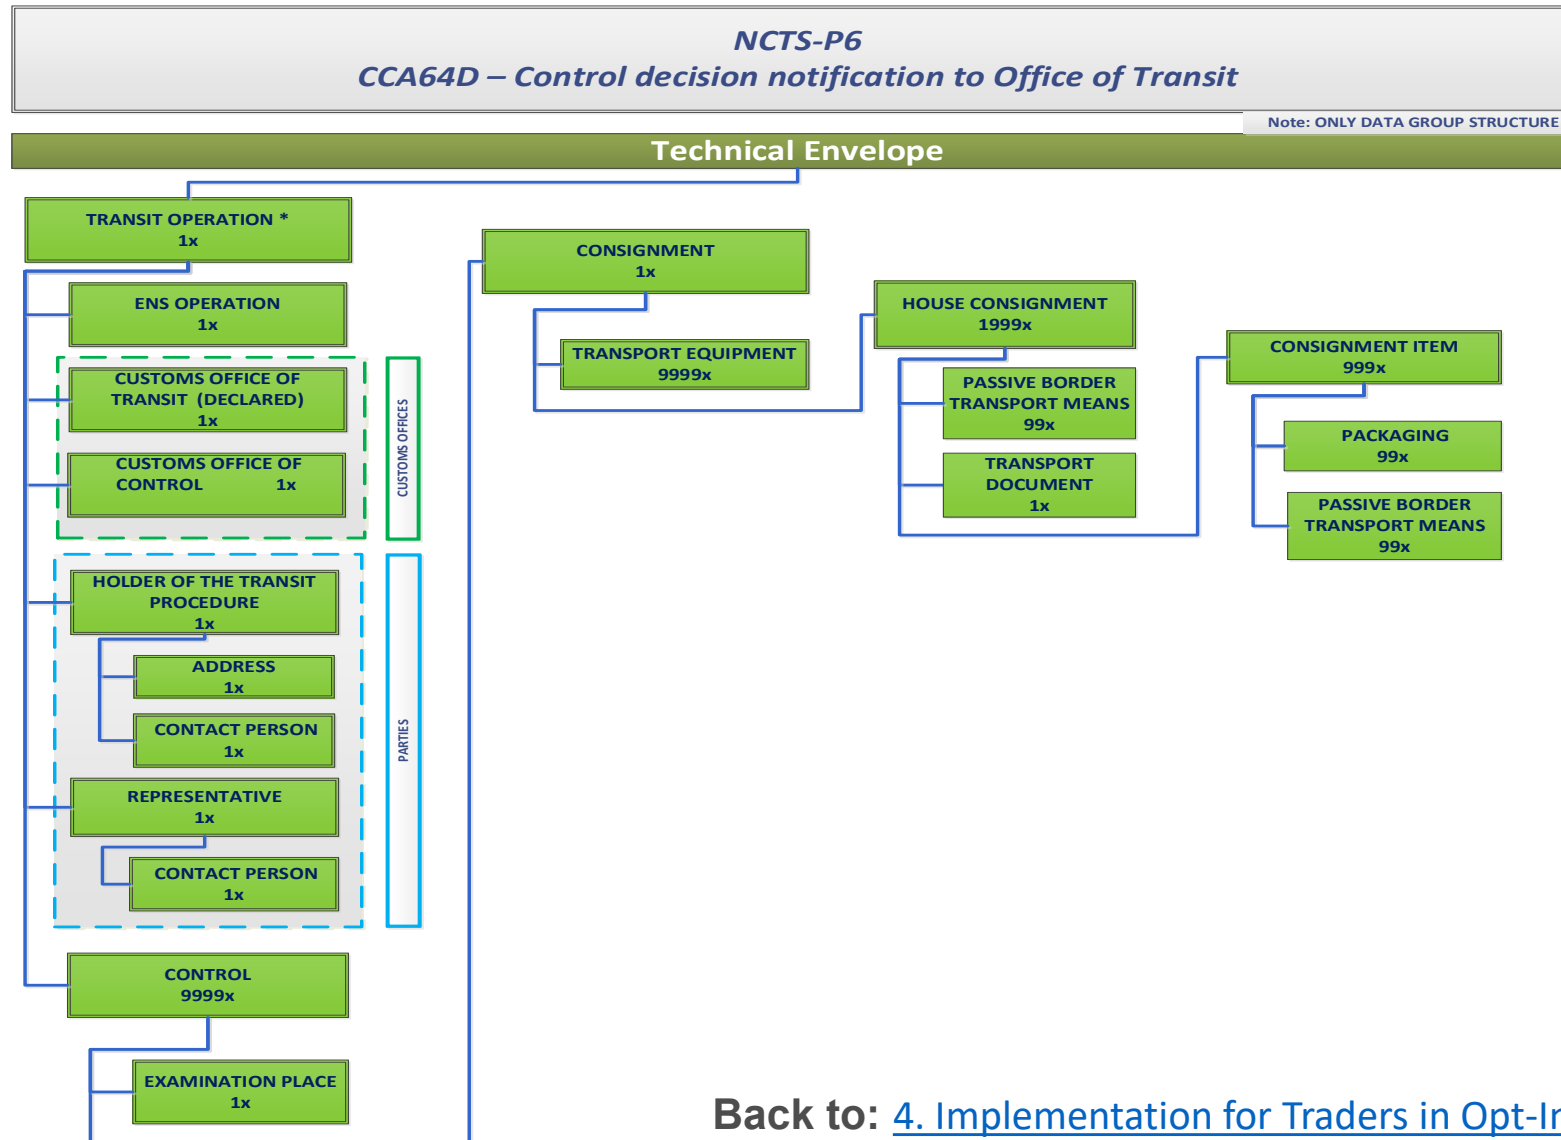 NCTS-P6
CCA64D – Control decision notification to Office of Transit
Note: ONLY DATA GROUP STRUCTURE
Technical Envelope
TRANSIT OPERATION *
1x
ENS OPERATION
1x
CUSTOMS OFFICE OF
TRANSIT (DECLARED)
1x
CUSTOMS OFFICE OF
CONTROL 1x
CUSTOMS OFFICES
HOLDER OF THE TRANSIT
PROCEDURE
1x
ADDRESS
1x
CONTACT PERSON
1x
REPRESENTATIVE
1x
CONTACT PERSON
1x
PARTIES
CONTROL
9999x
EXAMINATION PLACE
1x
CONSIGNMENT
1x
TRANSPORT EQUIPMENT
9999x
HOUSE CONSIGNMENT
1999x
PASSIVE BORDER
TRANSPORT MEANS
99x
TRANSPORT
DOCUMENT
1x
CONSIGNMENT ITEM
999x
PACKAGING
99x
PASSIVE BORDER
TRANSPORT MEANS
99x
Back to: 4. Implementation for Traders in Opt-In